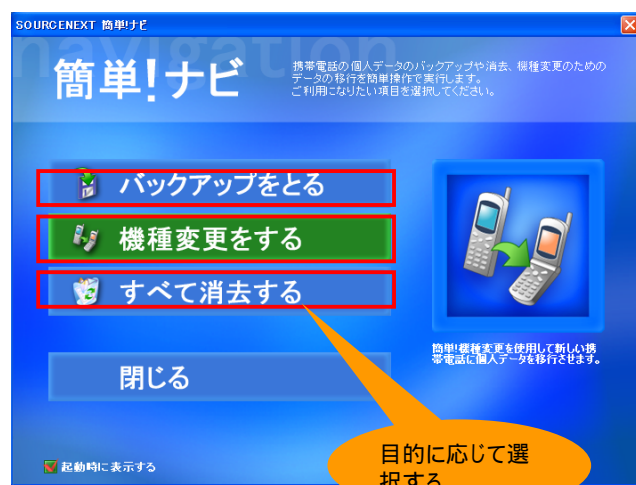 SOURCENEXT 簡単!ナビ
navigation
簡単!ナビ
携帯電話の個人データのバックアップや消去、機種変更のための
データの移行を簡単操作で実行します。
ご利用になりたい項目を選択してください。
バックアップをとる
機種変更をする
すべて消去する
簡単!機種変更を使用して新しい携
帯電話に個人データを移行させます。
閉じる
目的に応じて選
択する
起動時に表示する